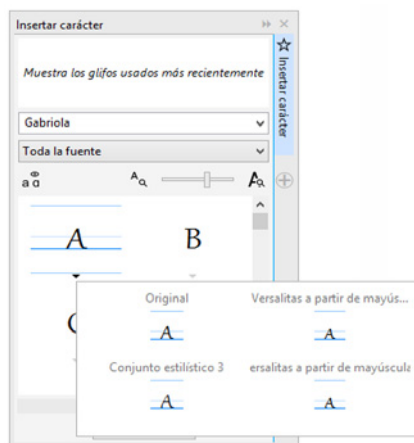 Insertar carácter
Insertar carácter
Muestra los glifos usados más recientemente
Gabriola
Toda la fuente
a a
A A
A B
Original Versalitas a partir de mayús...
A A
Conjunto estilístico 3 ersalitas a partir de mayúscula
A A